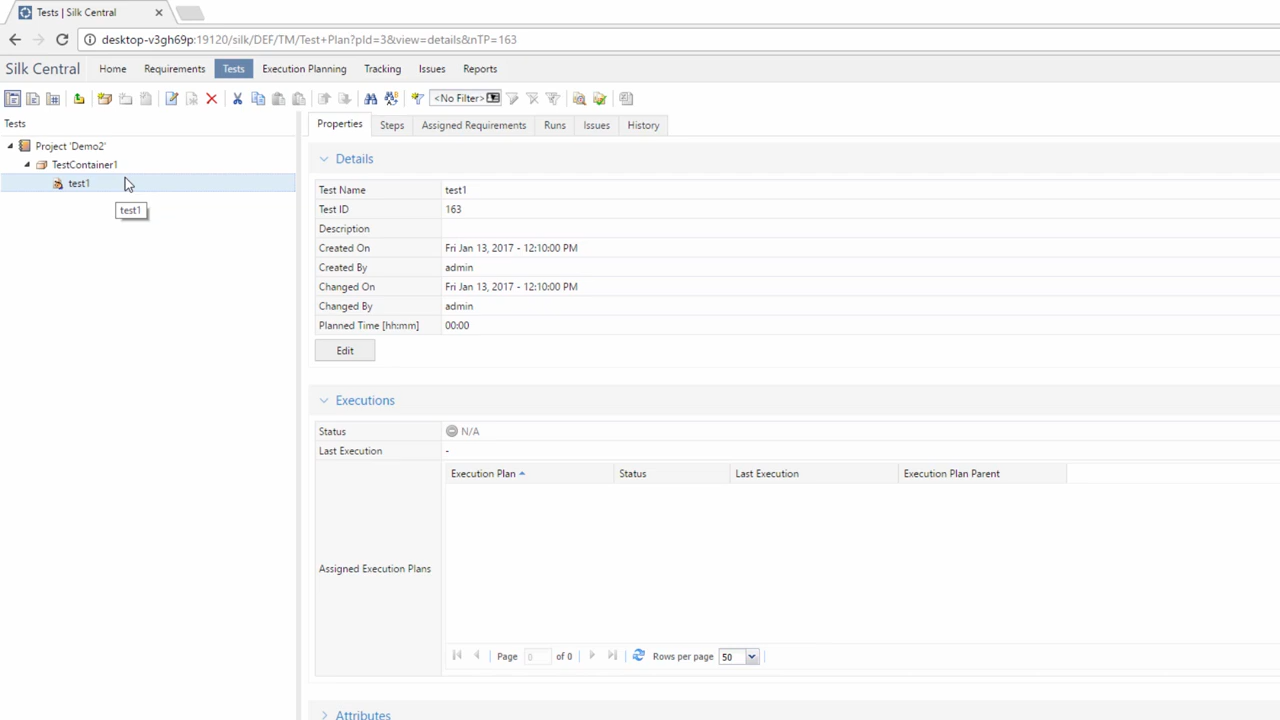 Tests | Silk Central
desktop-v3gh69p:19120/silk/DEF/TM/Test+Plan?pId=3&view=details&nTP=163
Silk Central Home Requirements Tests Execution Planning Tracking Issues Reports
<No Filter>
Tests
Properties Steps Assigned Requirements Runs Issues History
Project 'Demo2'
TestContainer1
test1
test1
Details
Test Name test1
Test ID 163
Description
Created On Fri Jan 13, 2017 - 12:10:00 PM
Created By admin
Changed On Fri Jan 13, 2017 - 12:10:00 PM
Changed By admin
Planned Time [hh:mm] 00:00
Edit
Executions
Status N/A
Last Execution -
Execution Plan Status Last Execution Execution Plan Parent
Assigned Execution Plans
Page 0 of 0 Rows per page 50
Attributes